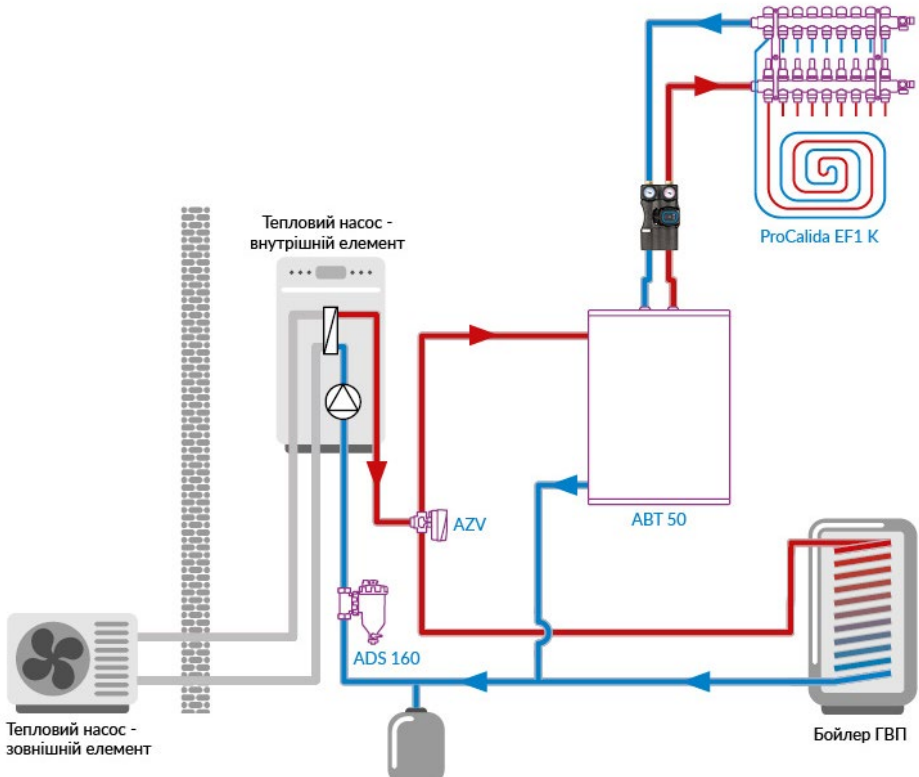 Тепловий насос -
внутрішній елемент
ProCalida EF1 K
AZV
ABT 50
ADS 160
Тепловий насос -
зовнішній елемент
Бойлер ГВП